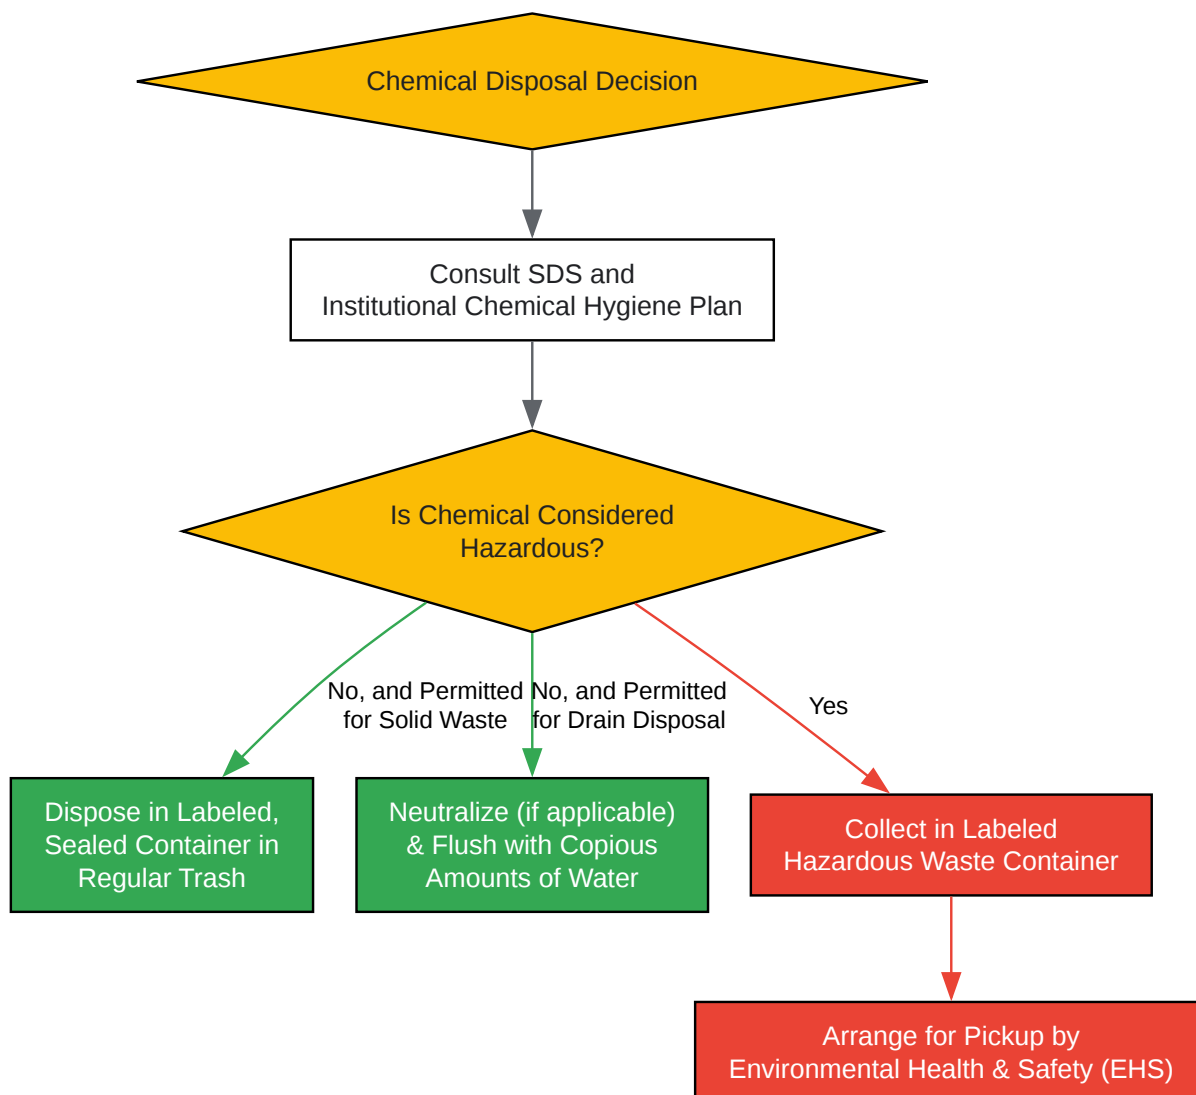 Chemical Disposal Decision
Consult SDS and
Institutional Chemical Hygiene Plan
Is Chemical Considered
Hazardous?
No, and Permitted
for Solid Waste
No, and Permitted
for Drain Disposal
Yes
Dispose in Labeled,
Sealed Container in
Regular Trash
Neutralize (if applicable)
& Flush with Copious
Amounts of Water
Collect in Labeled
Hazardous Waste Container
Arrange for Pickup by
Environmental Health & Safety (EHS)